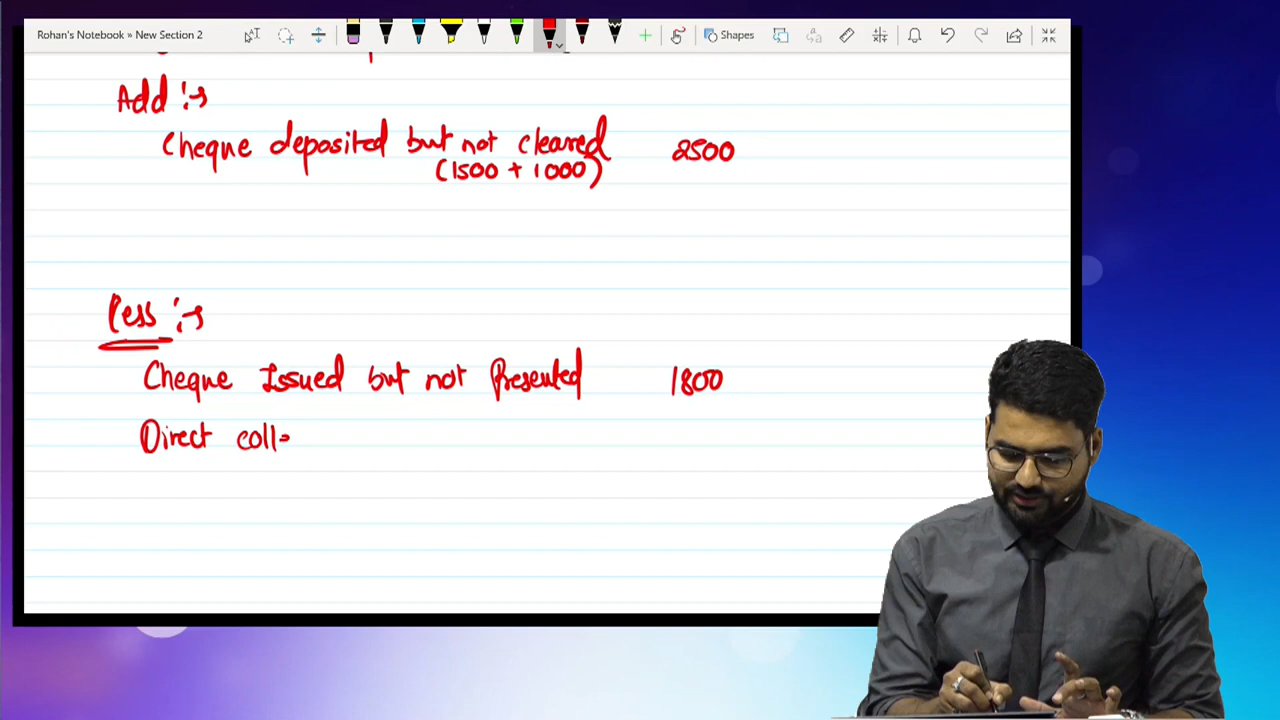 Rohan's Notebook » New Section 2
Shapes
Add :→
Cheque deposited but not cleared 2500
(1500 + 1000)
Less :→
Cheque Issued but not Presented 1800
Direct coll